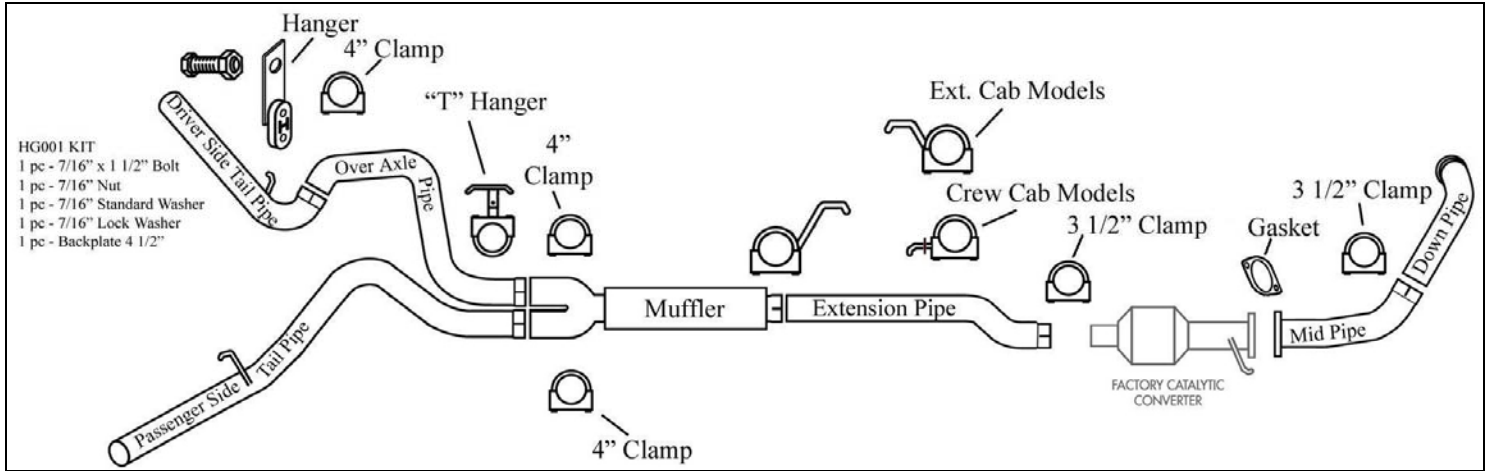 Hanger
4” Clamp
“T” Hanger
4”
Clamp
Ext. Cab Models
Crew Cab Models
3 1/2” Clamp
Gasket
3 1/2” Clamp
HG001 KIT
1 pc - 7/16” x 1 1/2” Bolt
1 pc - 7/16” Nut
1 pc - 7/16” Standard Washer
1 pc - 7/16” Lock Washer
1 pc - Backplate 4 1/2”
Driver Side Tail Pipe
Over Axle
Pipe
Muffler
Extension Pipe
Mid Pipe
Down Pipe
FACTORY CATALYTIC
CONVERTER
Passenger Side
Tail Pipe
4” Clamp